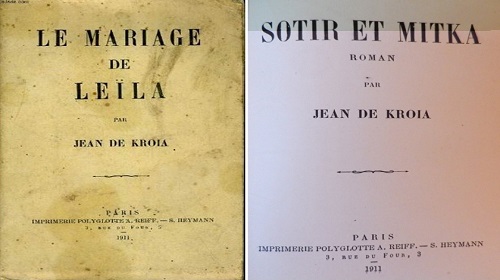 LE MARIAGE
DE
LEÏLA
PAR
JEAN DE KROIA
PARIS
IMPRIMERIE POLYGLOTTE A. REIFF. — S. HEYMANN
3, RUE DU FOUR, 3
1911
SOTIR ET MITKA
ROMAN
PAR
JEAN DE KROIA
PARIS
IMPRIMERIE POLYGLOTTE A. REIFF. — S. HEYMANN
3, RUE DU FOUR, 3
1911